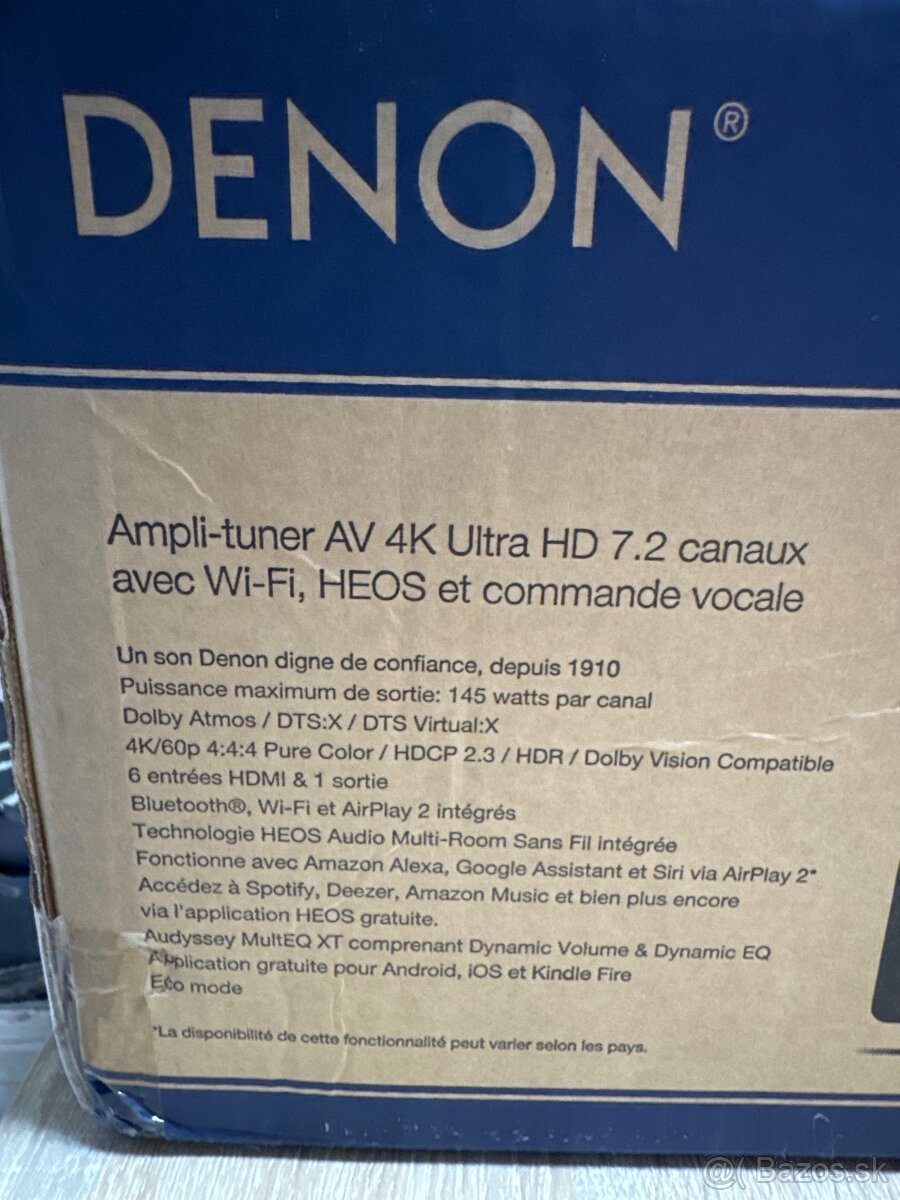 DENON®
Ampli-tuner AV 4K Ultra HD 7.2 canaux
avec Wi-Fi, HEOS et commande vocale
Un son Denon digne de confiance, depuis 1910
Puissance maximum de sortie: 145 watts par canal
Dolby Atmos / DTS:X / DTS Virtual:X
4K/60p 4:4:4 Pure Color / HDCP 2.3 / HDR / Dolby Vision Compatible
6 entrées HDMI & 1 sortie
Bluetooth®, Wi-Fi et AirPlay 2 intégrés
Technologie HEOS Audio Multi-Room Sans Fil intégrée
Fonctionne avec Amazon Alexa, Google Assistant et Siri via AirPlay 2*
Accédez à Spotify, Deezer, Amazon Music et bien plus encore
via l'application HEOS gratuite.
Audyssey MultEQ XT comprenant Dynamic Volume & Dynamic EQ
Application gratuite pour Android, iOS et Kindle Fire
Eco mode
*La disponibilité de cette fonctionnalité peut varier selon les pays.
@( Bazos.sk